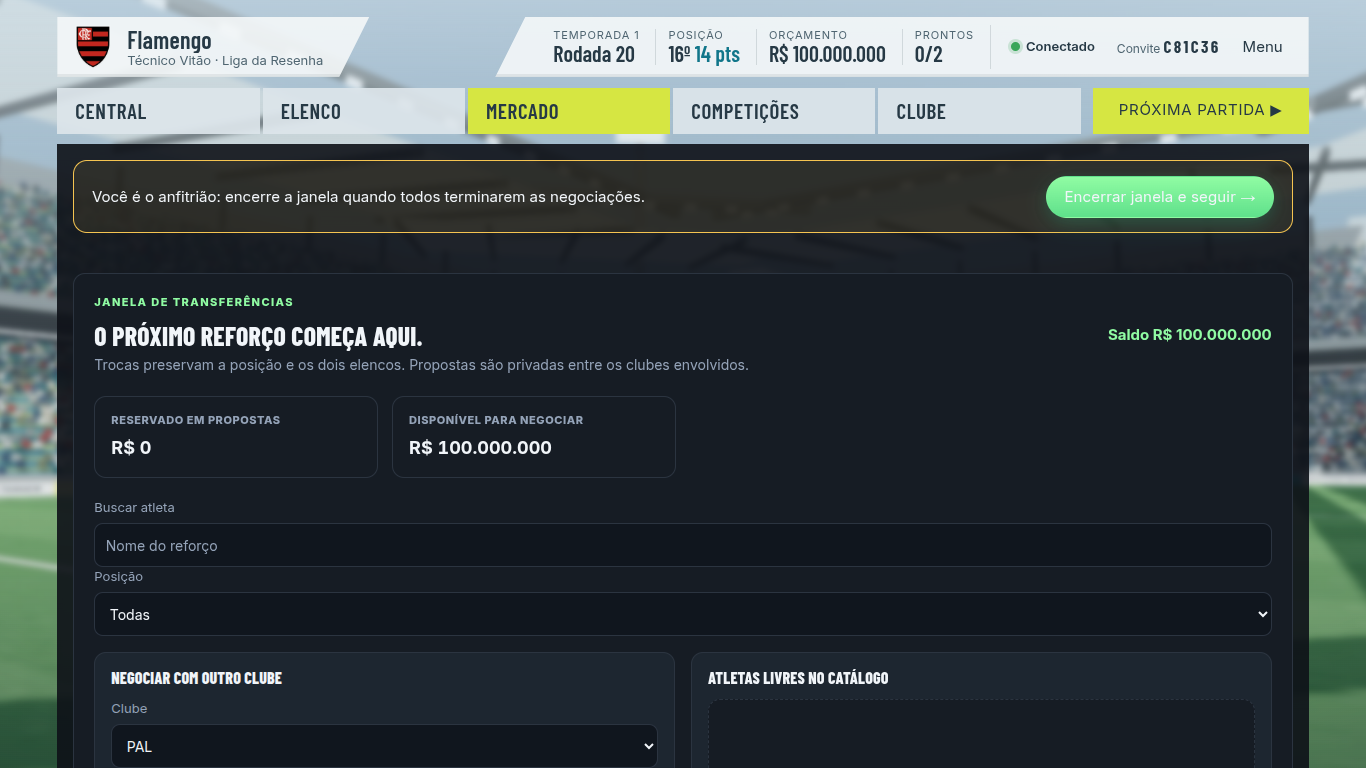 Flamengo
Técnico Vitão · Liga da Resenha
TEMPORADA 1
Rodada 20
POSIÇÃO
16º 14 pts
ORÇAMENTO
R$ 100.000.000
PRONTOS
0/2
Conectado
Convite C81C36
Menu
CENTRAL
ELENCO
MERCADO
COMPETIÇÕES
CLUBE
PRÓXIMA PARTIDA ▶
Você é o anfitrião: encerre a janela quando todos terminarem as negociações.
Encerrar janela e seguir →
JANELA DE TRANSFERÊNCIAS
O PRÓXIMO REFORÇO COMEÇA AQUI.
Saldo R$ 100.000.000
Trocas preservam a posição e os dois elencos. Propostas são privadas entre os clubes envolvidos.
RESERVADO EM PROPOSTAS
R$ 0
DISPONÍVEL PARA NEGOCIAR
R$ 100.000.000
Buscar atleta
Nome do reforço
Posição
Todas
NEGOCIAR COM OUTRO CLUBE
Clube
PAL
ATLETAS LIVRES NO CATÁLOGO